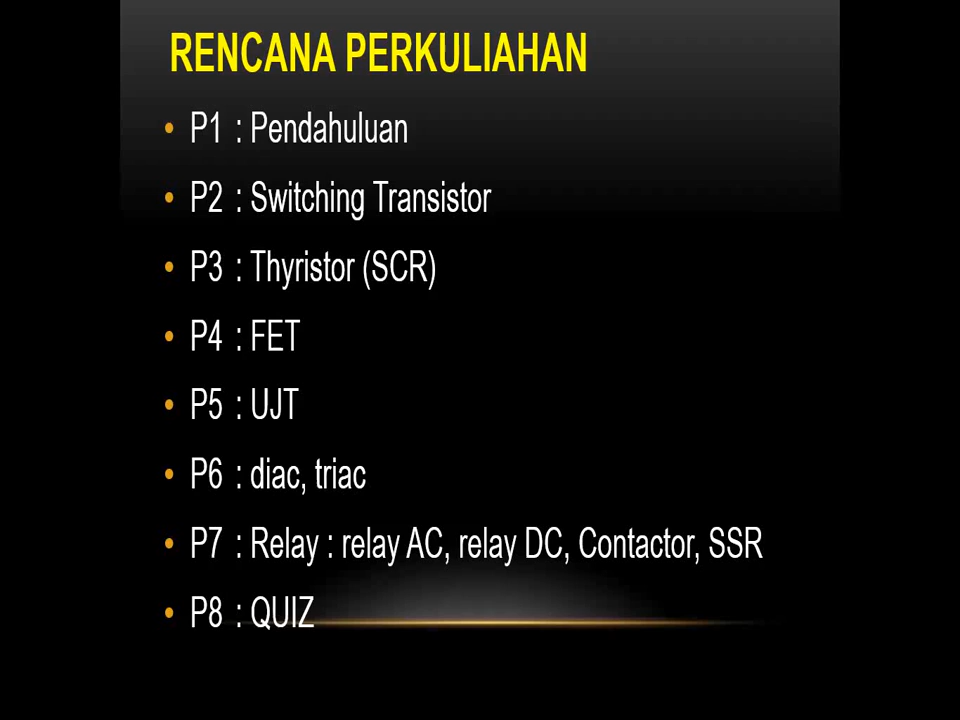 RENCANA PERKULIAHAN
• P1 : Pendahuluan
• P2 : Switching Transistor
• P3 : Thyristor (SCR)
• P4 : FET
• P5 : UJT
• P6 : diac, triac
• P7 : Relay : relay AC, relay DC, Contactor, SSR
• P8 : QUIZ